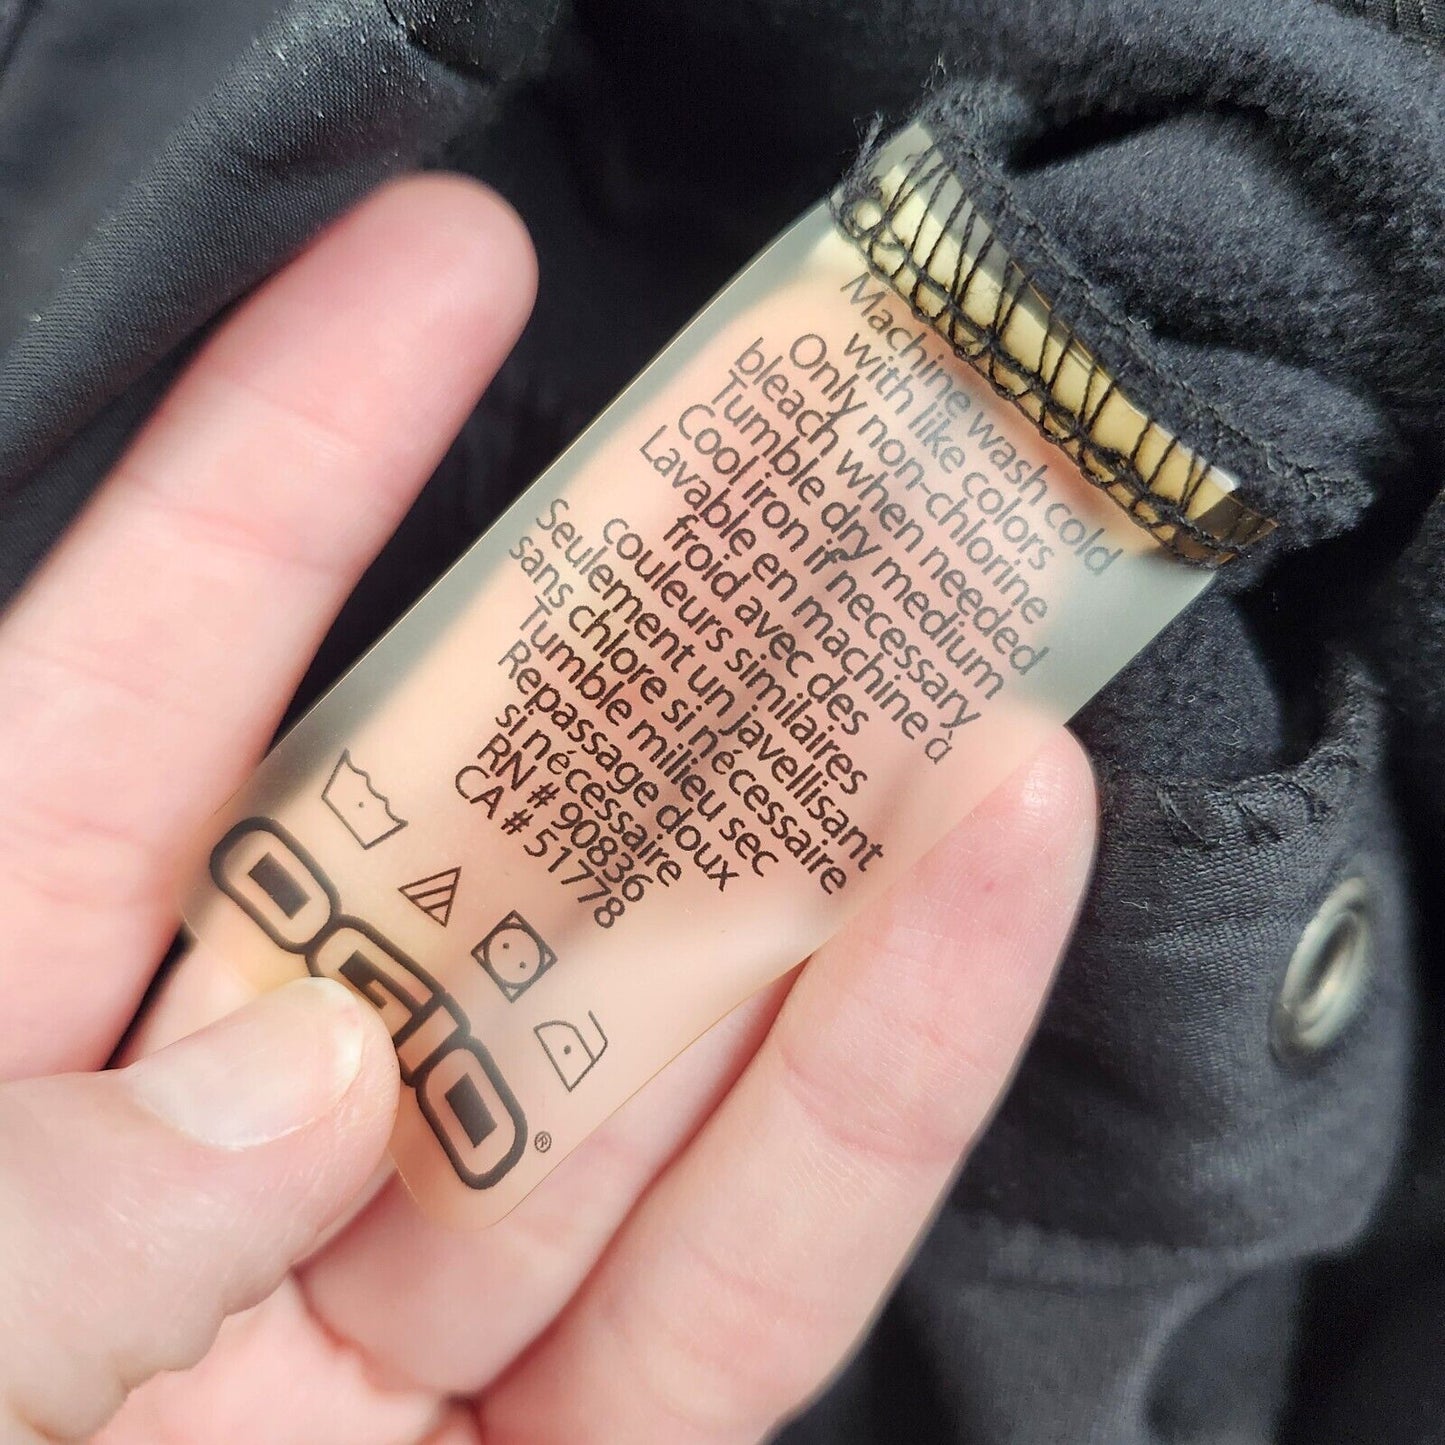 Machine wash cold
with like colors
Only non-chlorine
bleach when needed
Tumble dry medium
Cool iron if necessary
Lavable en machine à
froid avec des
couleurs similaires
Seulement un javellisant
sans chlore si nécessaire
Tumble milieu sec
Repassage doux
si nécessaire
RN # 90836
CA # 51778
OGIO®